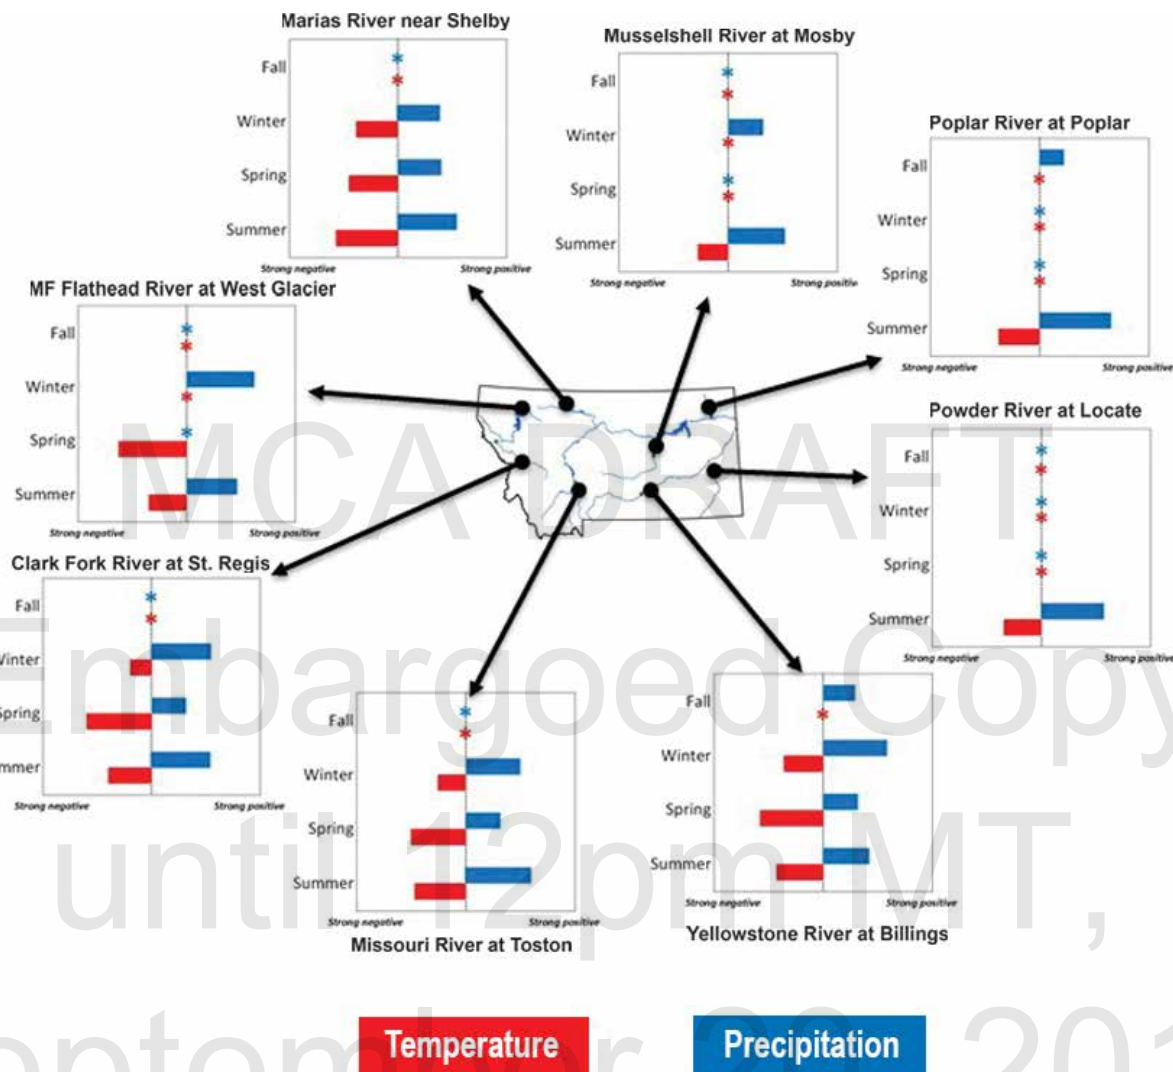 Marias River near Shelby
Fall
Winter
Spring
Summer
Strong negative
Strong positive
Musselshell River at Mosby
Fall
Winter
Spring
Summer
Strong negative
Strong positiv
Poplar River at Poplar
Fall
Winter
Spring
Summer
Strong negative
Strong positive
MF Flathead River at West Glacier
Fall
Winter
Spring
Summer
Strong negative
Strong positive
Powder River at Locate
Fall
Winter
Spring
Summer
Strong negative
Strong positive
Clark Fork River at St. Regis
Fall
Winter
Spring
mmer
Strong negative
Strong positive
Fall
Winter
Spring
Summer
Strong negative
Strong positive
Missouri River at Toston
Fall
Winter
Spring
Summer
Strong negative
Strong positive
Yellowstone River at Billings
Temperature
Precipitation
MCA DRAFT
Embargoed Copy
until 12pm MT,